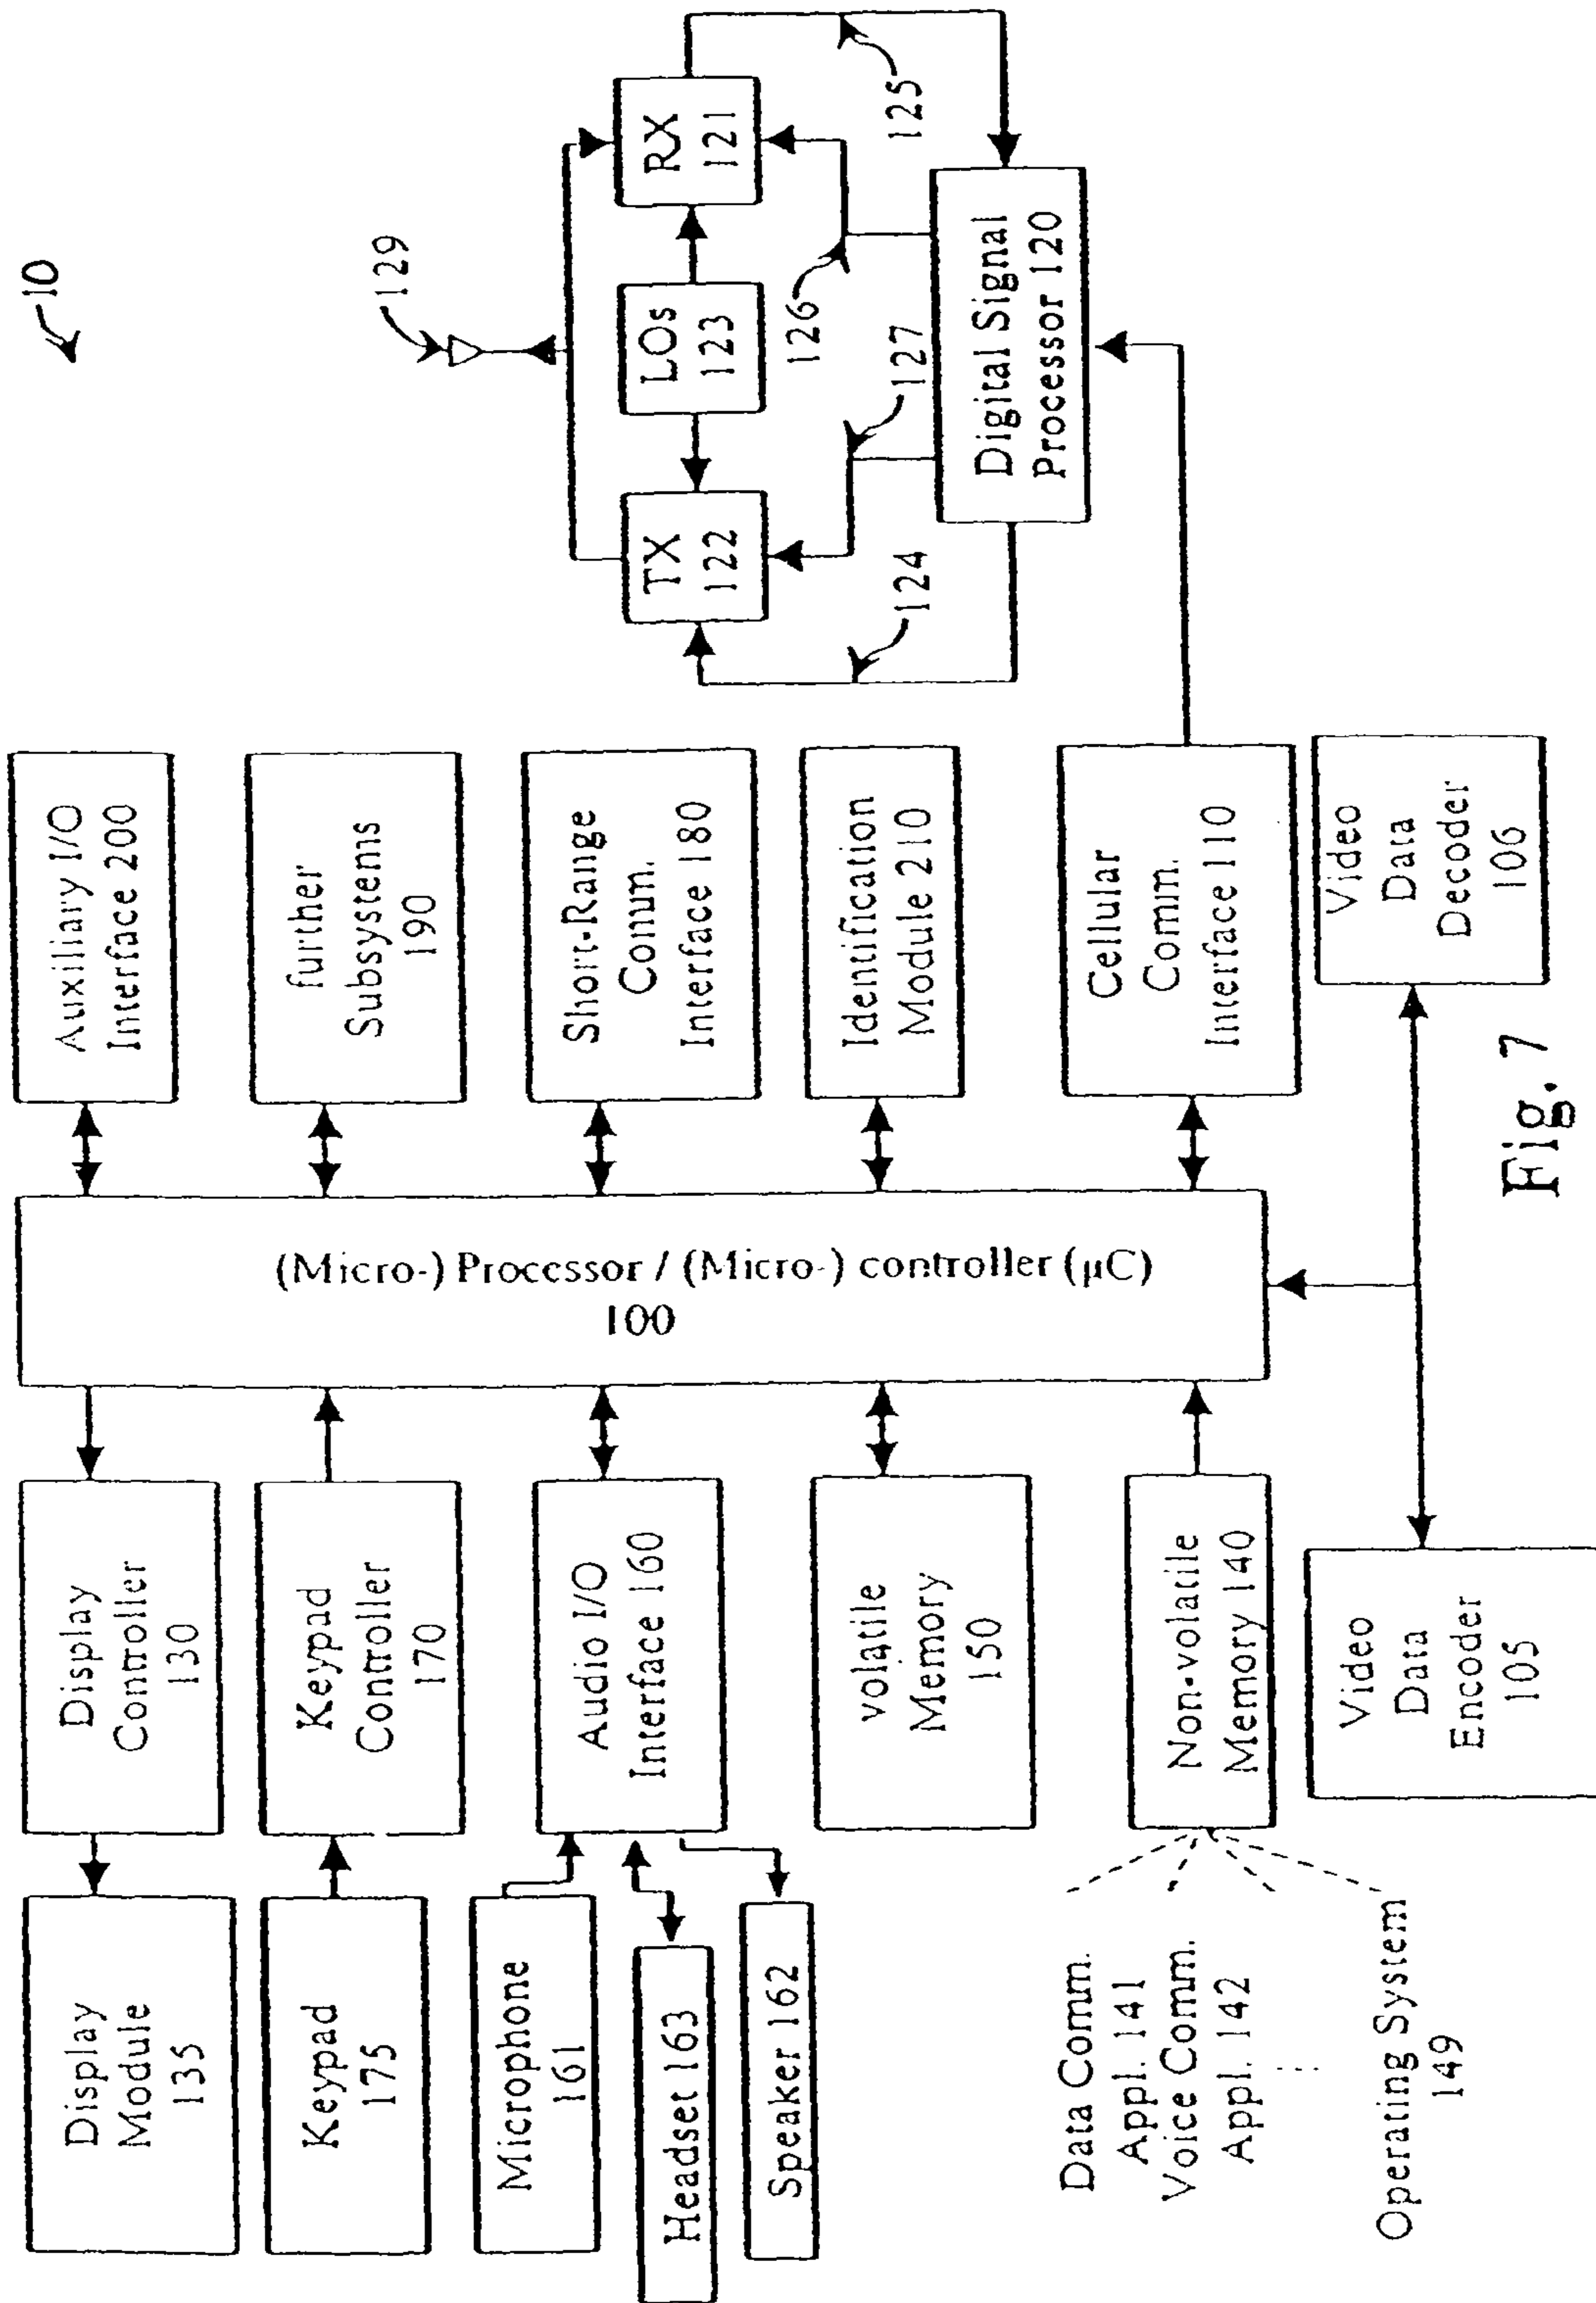 10
129
RX
121
LOs
123
TX
122
125
126
127
124
Digital Signal
Processor 120
Auxiliary I/O
Interface 200
further
Subsystems
190
Short-Range
Comm.
Interface 180
Identification
Module 210
Cellular
Comm.
Interface 110
Video
Data
Decoder
106
(Micro-) Processor / (Micro-) controller (µC)
100
Display
Controller
130
Keypad
Controller
170
Audio I/O
Interface 160
volatile
Memory
150
Non-volatile
Memory 140
Video
Data
Encoder
105
Display
Module
135
Keypad
175
Microphone
161
Headset 163
Speaker 162
Data Comm.
Appl. 141
Voice Comm.
Appl. 142
...
Operating System
149
Fig. 7